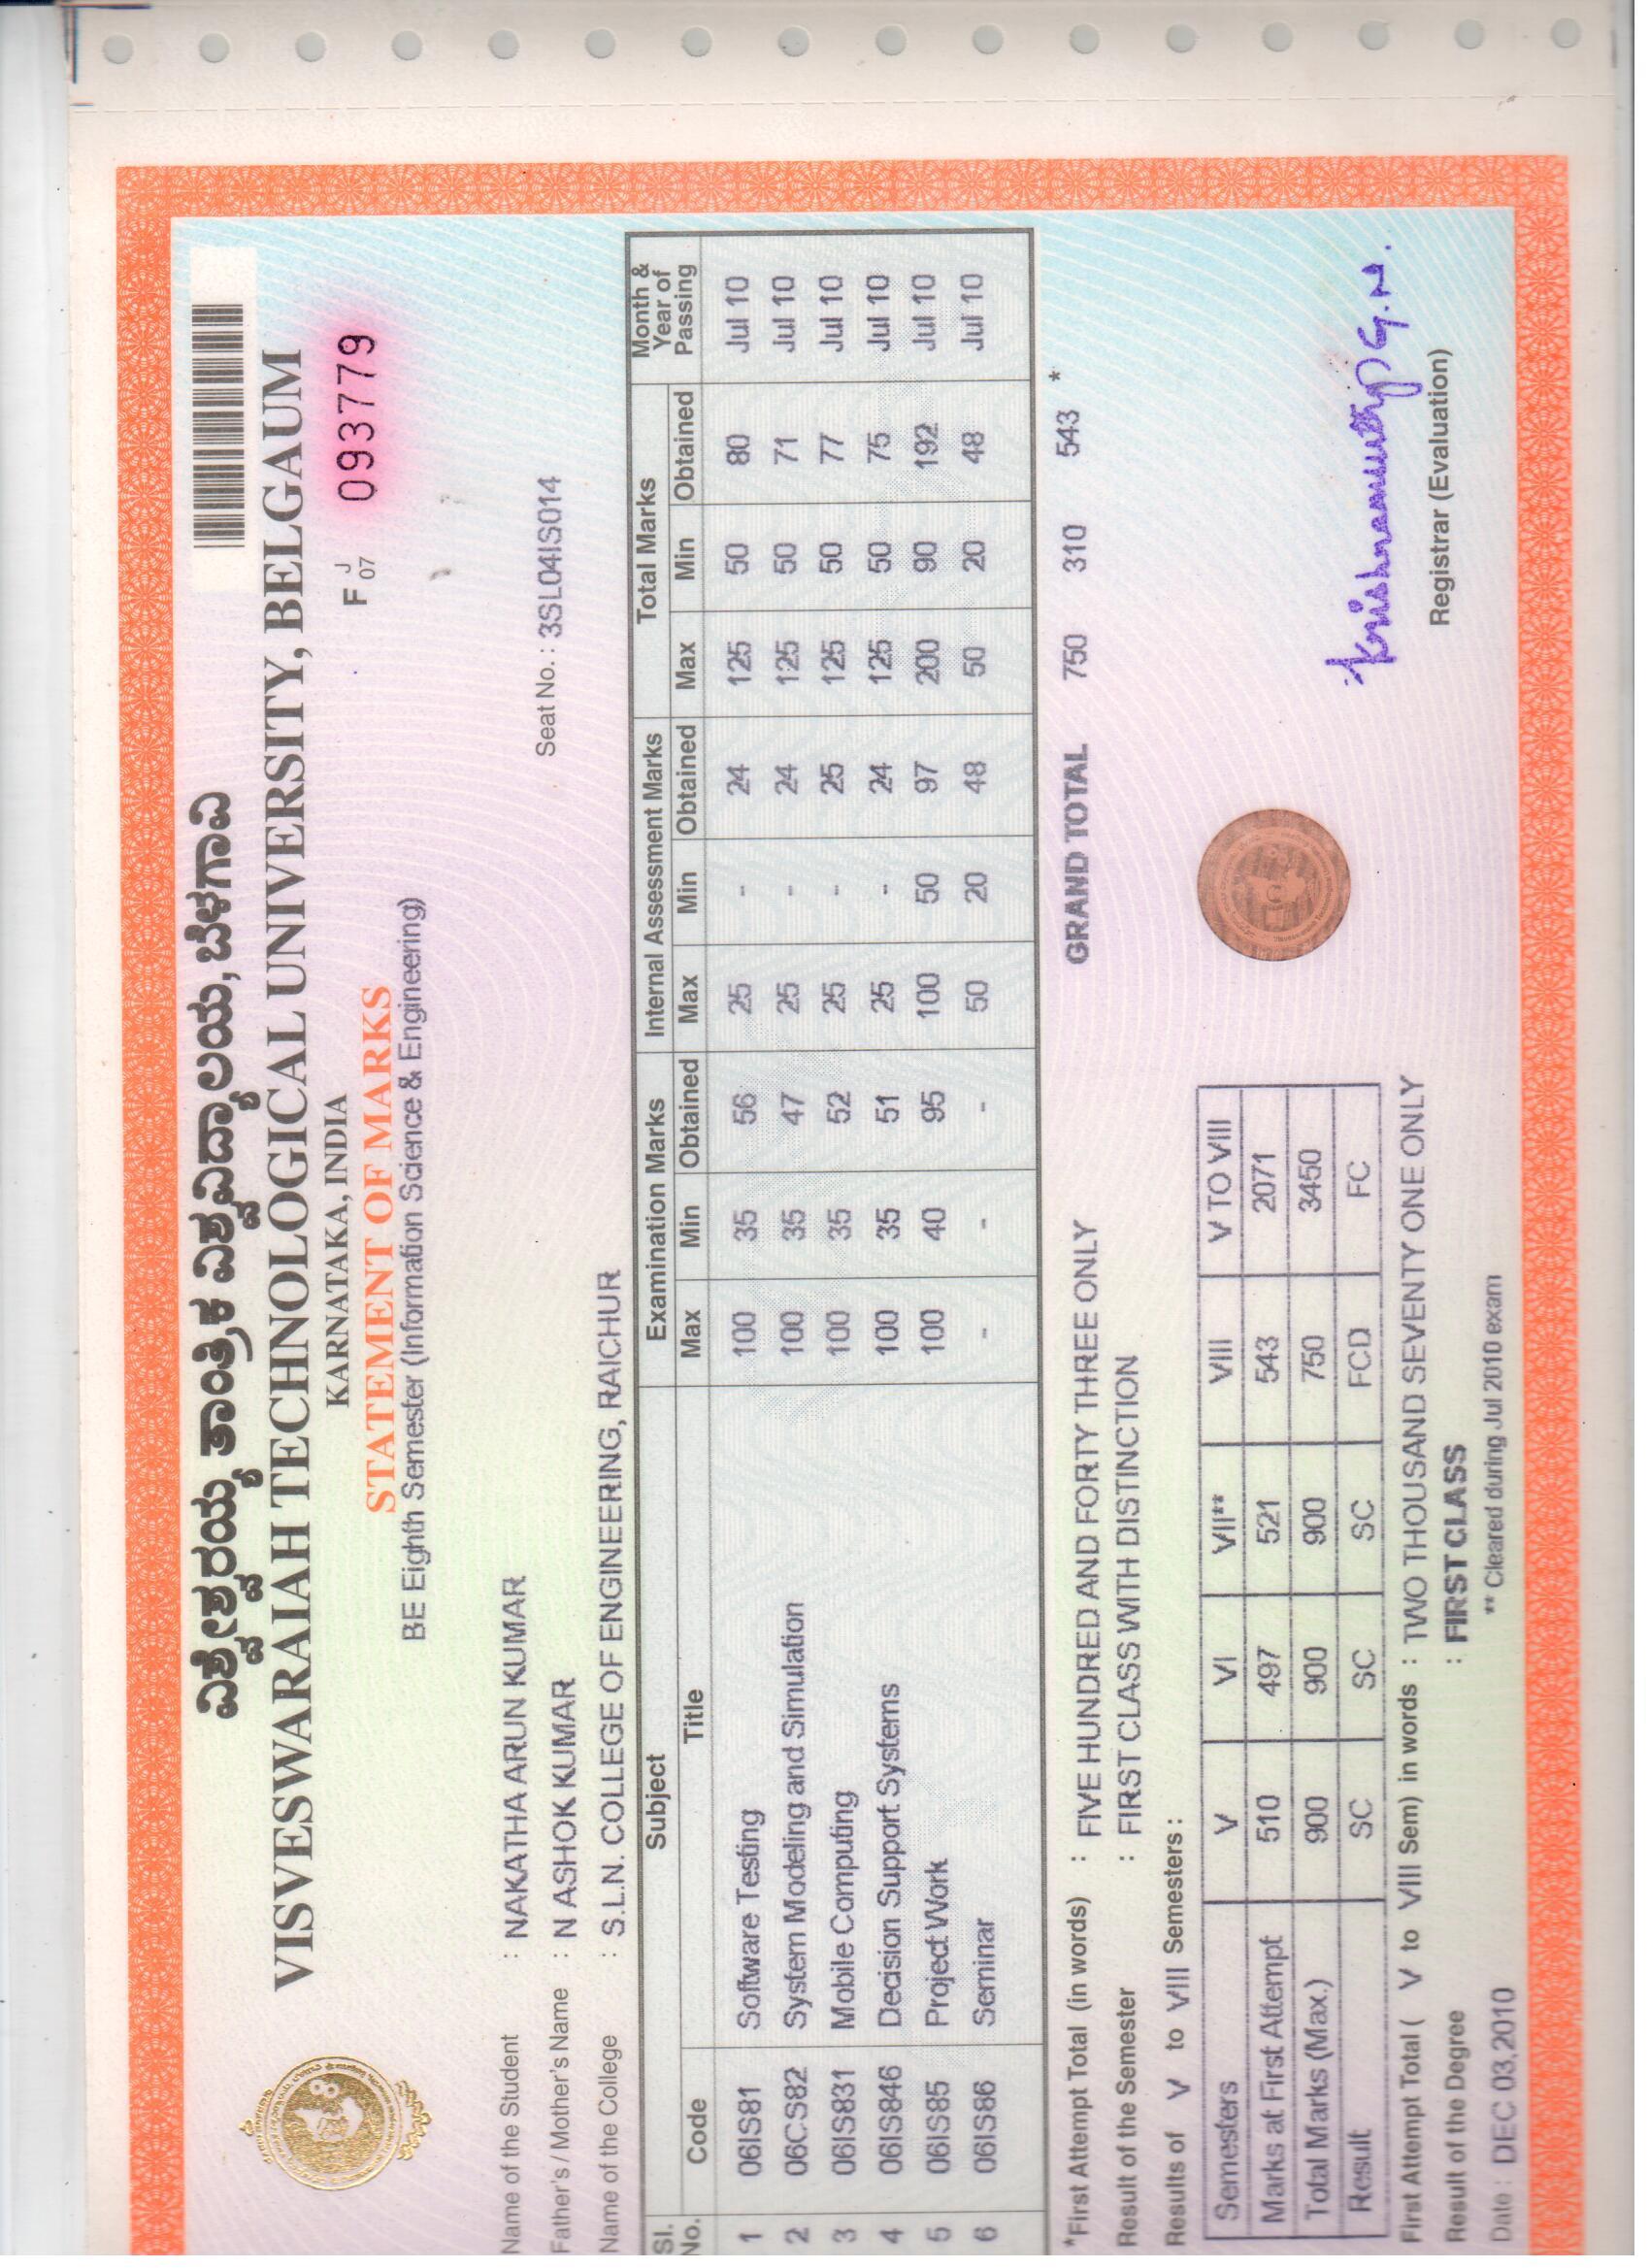 ವಿಶ್ವೇಶ್ವರಯ್ಯ ತಾಂತ್ರಿಕ ವಿಶ್ವವಿದ್ಯಾಲಯ, ಬೆಳಗಾವಿ
VISVESWARAIAH TECHNOLOGICAL UNIVERSITY, BELGAUM
KARNATAKA, INDIA
F J 07 093779
STATEMENT OF MARKS
BE Eighth Semester (Information Science & Engineering)
Name of the Student : NAKATHA ARUN KUMAR
Father's / Mother's Name : N ASHOK KUMAR Seat No. : 3SL04IS014
Name of the College : S.L.N. COLLEGE OF ENGINEERING, RAICHUR
Sl. No. Subject Examination Marks Internal Assessment Marks Total Marks Month & Year of Passing
Code Title Max Min Obtained Max Min Obtained Max Min Obtained
1 06IS81 Software Testing 100 35 56 25 - 24 125 50 80 Jul 10
2 06CS82 System Modeling and Simulation 100 35 47 25 - 24 125 50 71 Jul 10
3 06IS831 Mobile Computing 100 35 52 25 - 25 125 50 77 Jul 10
4 06IS846 Decision Support Systems 100 35 51 25 - 24 125 50 75 Jul 10
5 06IS85 Project Work 100 40 95 100 50 97 200 90 192 Jul 10
6 06IS86 Seminar - - - 50 20 48 50 20 48 Jul 10
*First Attempt Total (in words) : FIVE HUNDRED AND FORTY THREE ONLY GRAND TOTAL 750 310 543 *
Result of the Semester : FIRST CLASS WITH DISTINCTION
Results of V to VIII Semesters :
Semesters V VI VII** VIII V TO VIII
Marks at First Attempt 510 497 521 543 2071
Total Marks (Max.) 900 900 900 750 3450
Result SC SC SC FCD FC
First Attempt Total ( V to VIII Sem) in words : TWO THOUSAND SEVENTY ONE ONLY
Krishnamurthy G.N.
Result of the Degree : FIRST CLASS Registrar (Evaluation)
Date : DEC 03,2010 ** Cleared during Jul 2010 exam